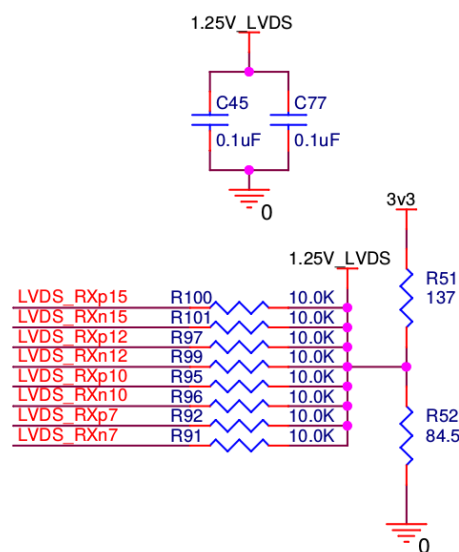 1.25V_LVDS
C45 C77
0.1uF 0.1uF
0
3v3
1.25V_LVDS
R51
137
LVDS_RXp15 R100 10.0K
LVDS_RXn15 R101 10.0K
LVDS_RXp12 R97 10.0K
LVDS_RXn12 R99 10.0K
LVDS_RXp10 R95 10.0K
LVDS_RXn10 R96 10.0K
LVDS_RXp7 R92 10.0K
LVDS_RXn7 R91 10.0K
R52
84.5
0